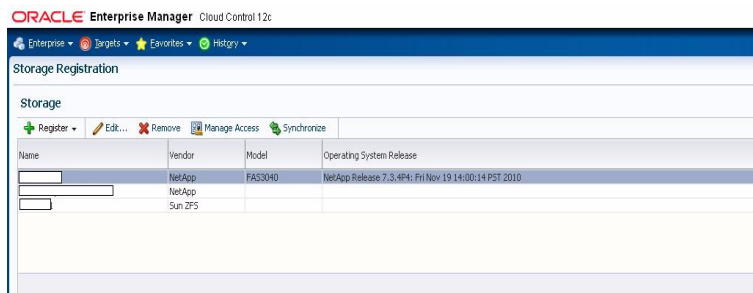 ORACLE Enterprise Manager Cloud Control 12c
Enterprise Targets Favorites History
Storage Registration
Storage
Register Edit... Remove Manage Access Synchronize
Name Vendor Model Operating System Release
NetApp FAS3040 NetApp Release 7.3.4P4: Fri Nov 19 14:00:14 PST 2010
NetApp
Sun ZFS